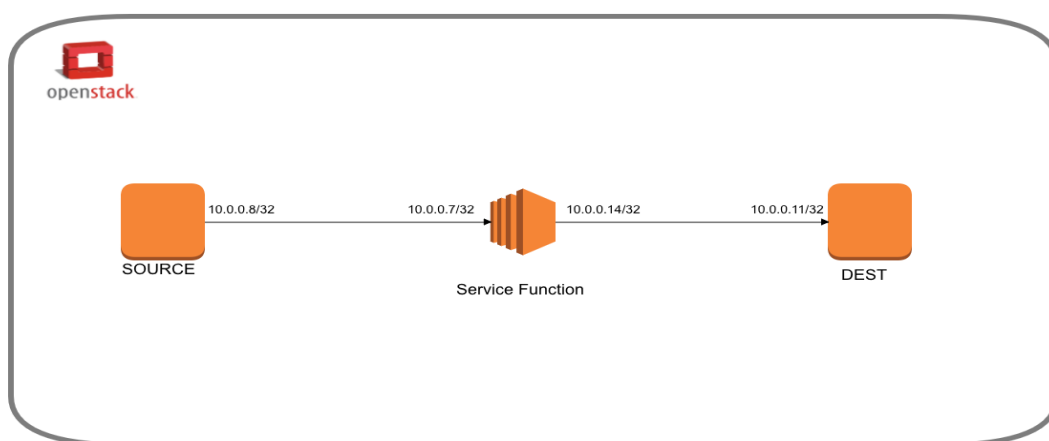 openstack
10.0.0.8/32
10.0.0.7/32
10.0.0.14/32
10.0.0.11/32
SOURCE
Service Function
DEST